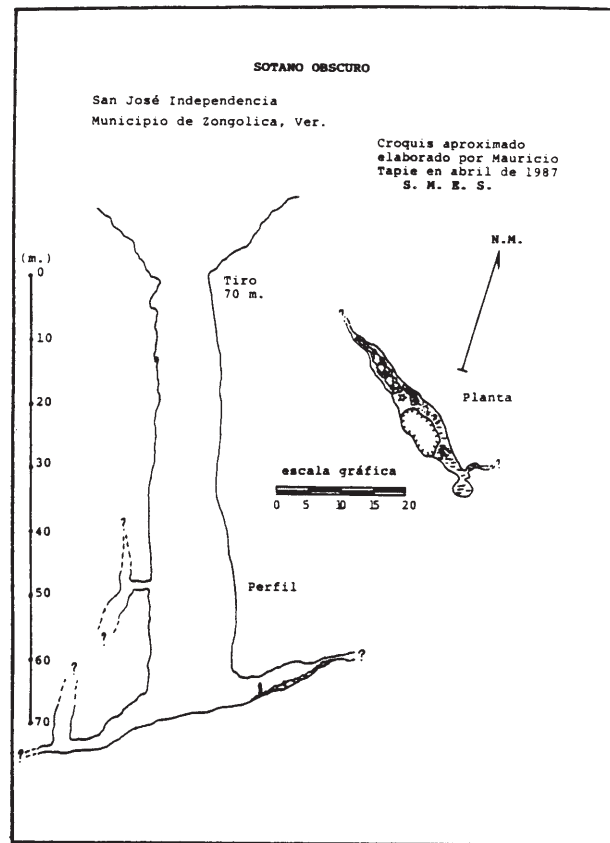 SOTANO OBSCURO
San José Independencia
Municipio de Zongolica, Ver.
Croquis aproximado
elaborado por Mauricio
Tapie en abril de 1987
S. M. E. S.
N.M.
(m.)
0
10
20
30
40
50
60
70
Tiro
70 m.
?
Planta
?
escala gráfica
0 5 10 15 20
?
?
Perfil
?
?
?